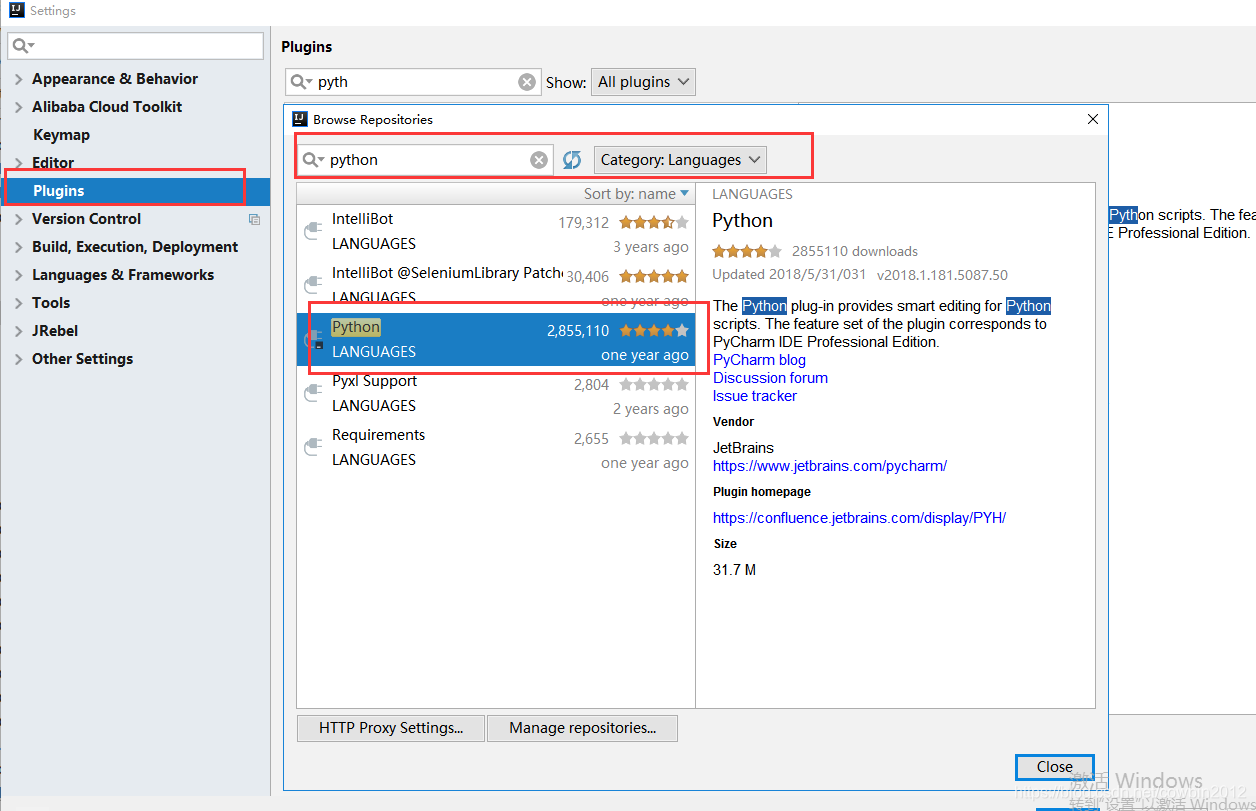 Settings
Appearance & Behavior
Alibaba Cloud Toolkit
Keymap
Editor
Plugins
Version Control
Build, Execution, Deployment
Languages & Frameworks
Tools
JRebel
Other Settings
Plugins
pyth
Show: All plugins
Browse Repositories
python
Category: Languages
Sort by: name
IntelliBot 179,312
LANGUAGES 3 years ago
IntelliBot @SeleniumLibrary Patche 30,406
LANGUAGES one year ago
Python 2,855,110
LANGUAGES one year ago
Pyxl Support 2,804
LANGUAGES 2 years ago
Requirements 2,655
LANGUAGES one year ago
LANGUAGES
Python
2855110 downloads
Updated 2018/5/31/031 v2018.1.181.5087.50
The Python plug-in provides smart editing for Python
scripts. The feature set of the plugin corresponds to
PyCharm IDE Professional Edition.
PyCharm blog
Discussion forum
Issue tracker
Vendor
JetBrains
https://www.jetbrains.com/pycharm/
Plugin homepage
https://confluence.jetbrains.com/display/PYH/
Size
31.7 M
Python scripts. The fea
E Professional Edition.
HTTP Proxy Settings...
Manage repositories...
Close
激活 Windows
https://blog.csdn.net/cowbin2012
转到"设置"以激活 Windows